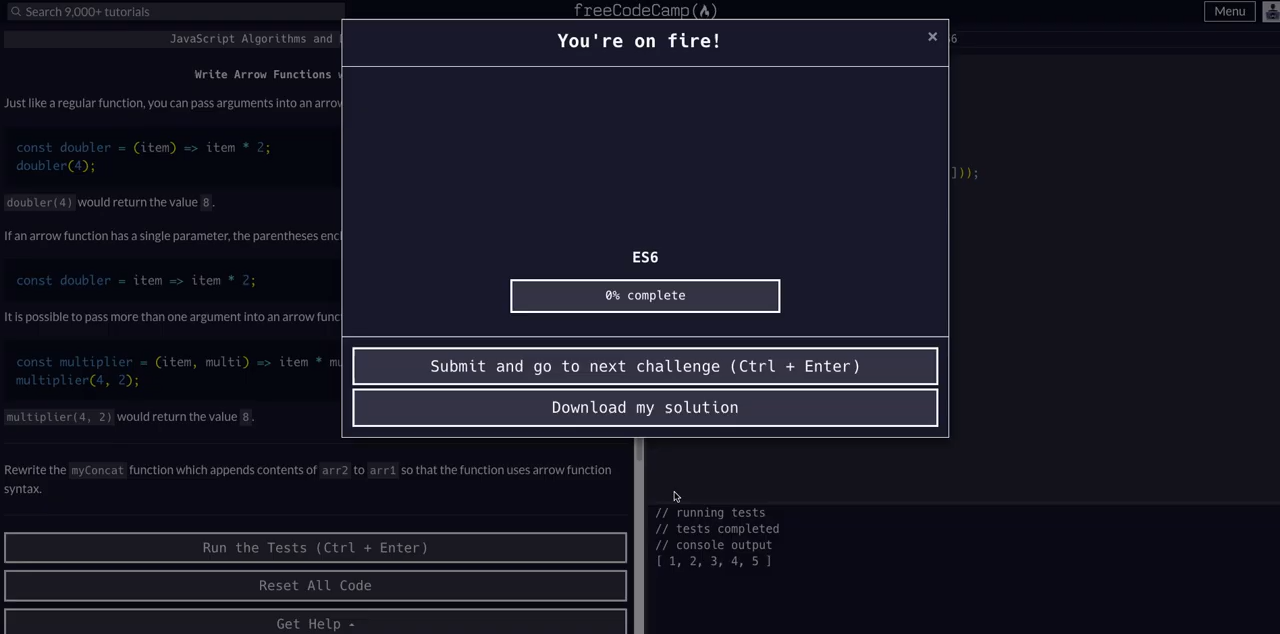 Search 9,000+ tutorials
freeCodeCamp
Menu
JavaScript Algorithms and
Write Arrow Functions
Just like a regular function, you can pass arguments into an arrow
const doubler = (item) => item * 2;
doubler(4);
doubler(4) would return the value 8.
If an arrow function has a single parameter, the parentheses
const doubler = item => item * 2;
It is possible to pass more than one argument into an arrow
const multiplier = (item, multi) => item *
multiplier(4, 2);
multiplier(4, 2) would return the value 8.
Rewrite the myConcat function which appends contents of arr2 to arr1 so that the function uses arrow function
syntax.
Run the Tests (Ctrl + Enter)
Reset All Code
Get Help
You're on fire!
×
ES6
0% complete
Submit and go to next challenge (Ctrl + Enter)
Download my solution
]));
// running tests
// tests completed
// console output
[ 1, 2, 3, 4, 5 ]